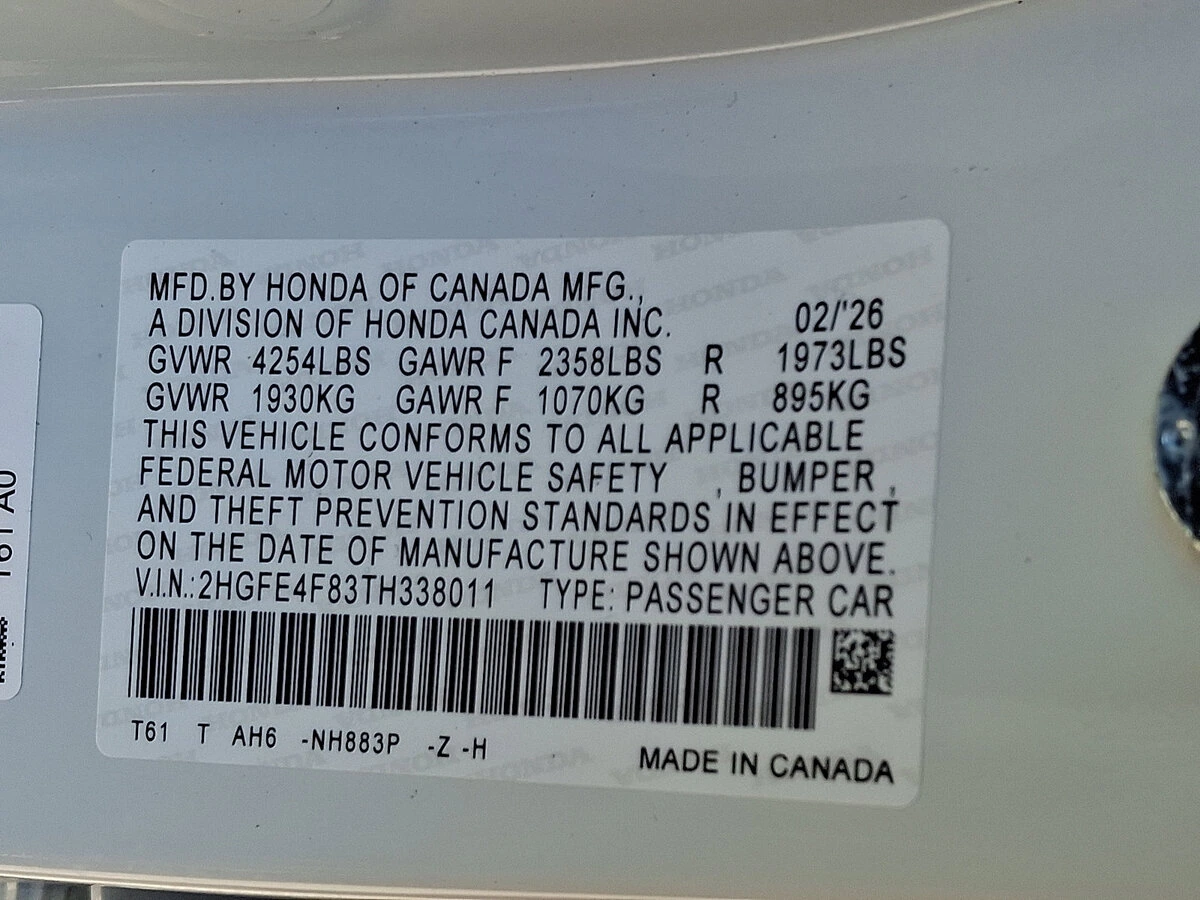 MFD.BY HONDA OF CANADA MFG.,
A DIVISION OF HONDA CANADA INC. 02/'26
GVWR 4254LBS GAWR F 2358LBS R 1973LBS
GVWR 1930KG GAWR F 1070KG R 895KG
THIS VEHICLE CONFORMS TO ALL APPLICABLE
FEDERAL MOTOR VEHICLE SAFETY , BUMPER ,
AND THEFT PREVENTION STANDARDS IN EFFECT
ON THE DATE OF MANUFACTURE SHOWN ABOVE.
V.I.N.:2HGFE4F83TH338011 TYPE: PASSENGER CAR
T61 T AH6 -NH883P -Z -H
MADE IN CANADA
T61 A0